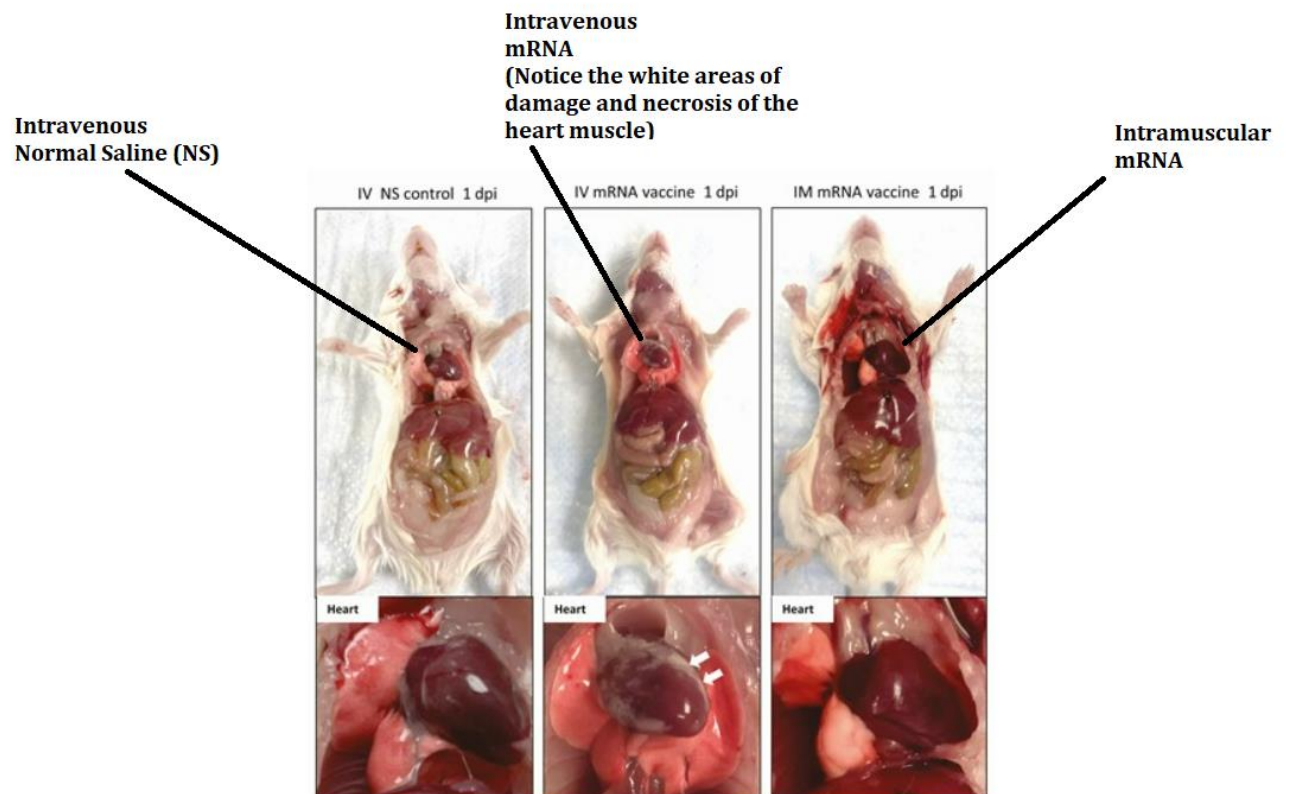 Intravenous
mRNA
(Notice the white areas of
damage and necrosis of the
heart muscle)
Intravenous
Normal Saline (NS)
Intramuscular
mRNA
IV NS control 1 dpi
IV mRNA vaccine 1 dpi
IM mRNA vaccine 1 dpi
Heart
Heart
Heart